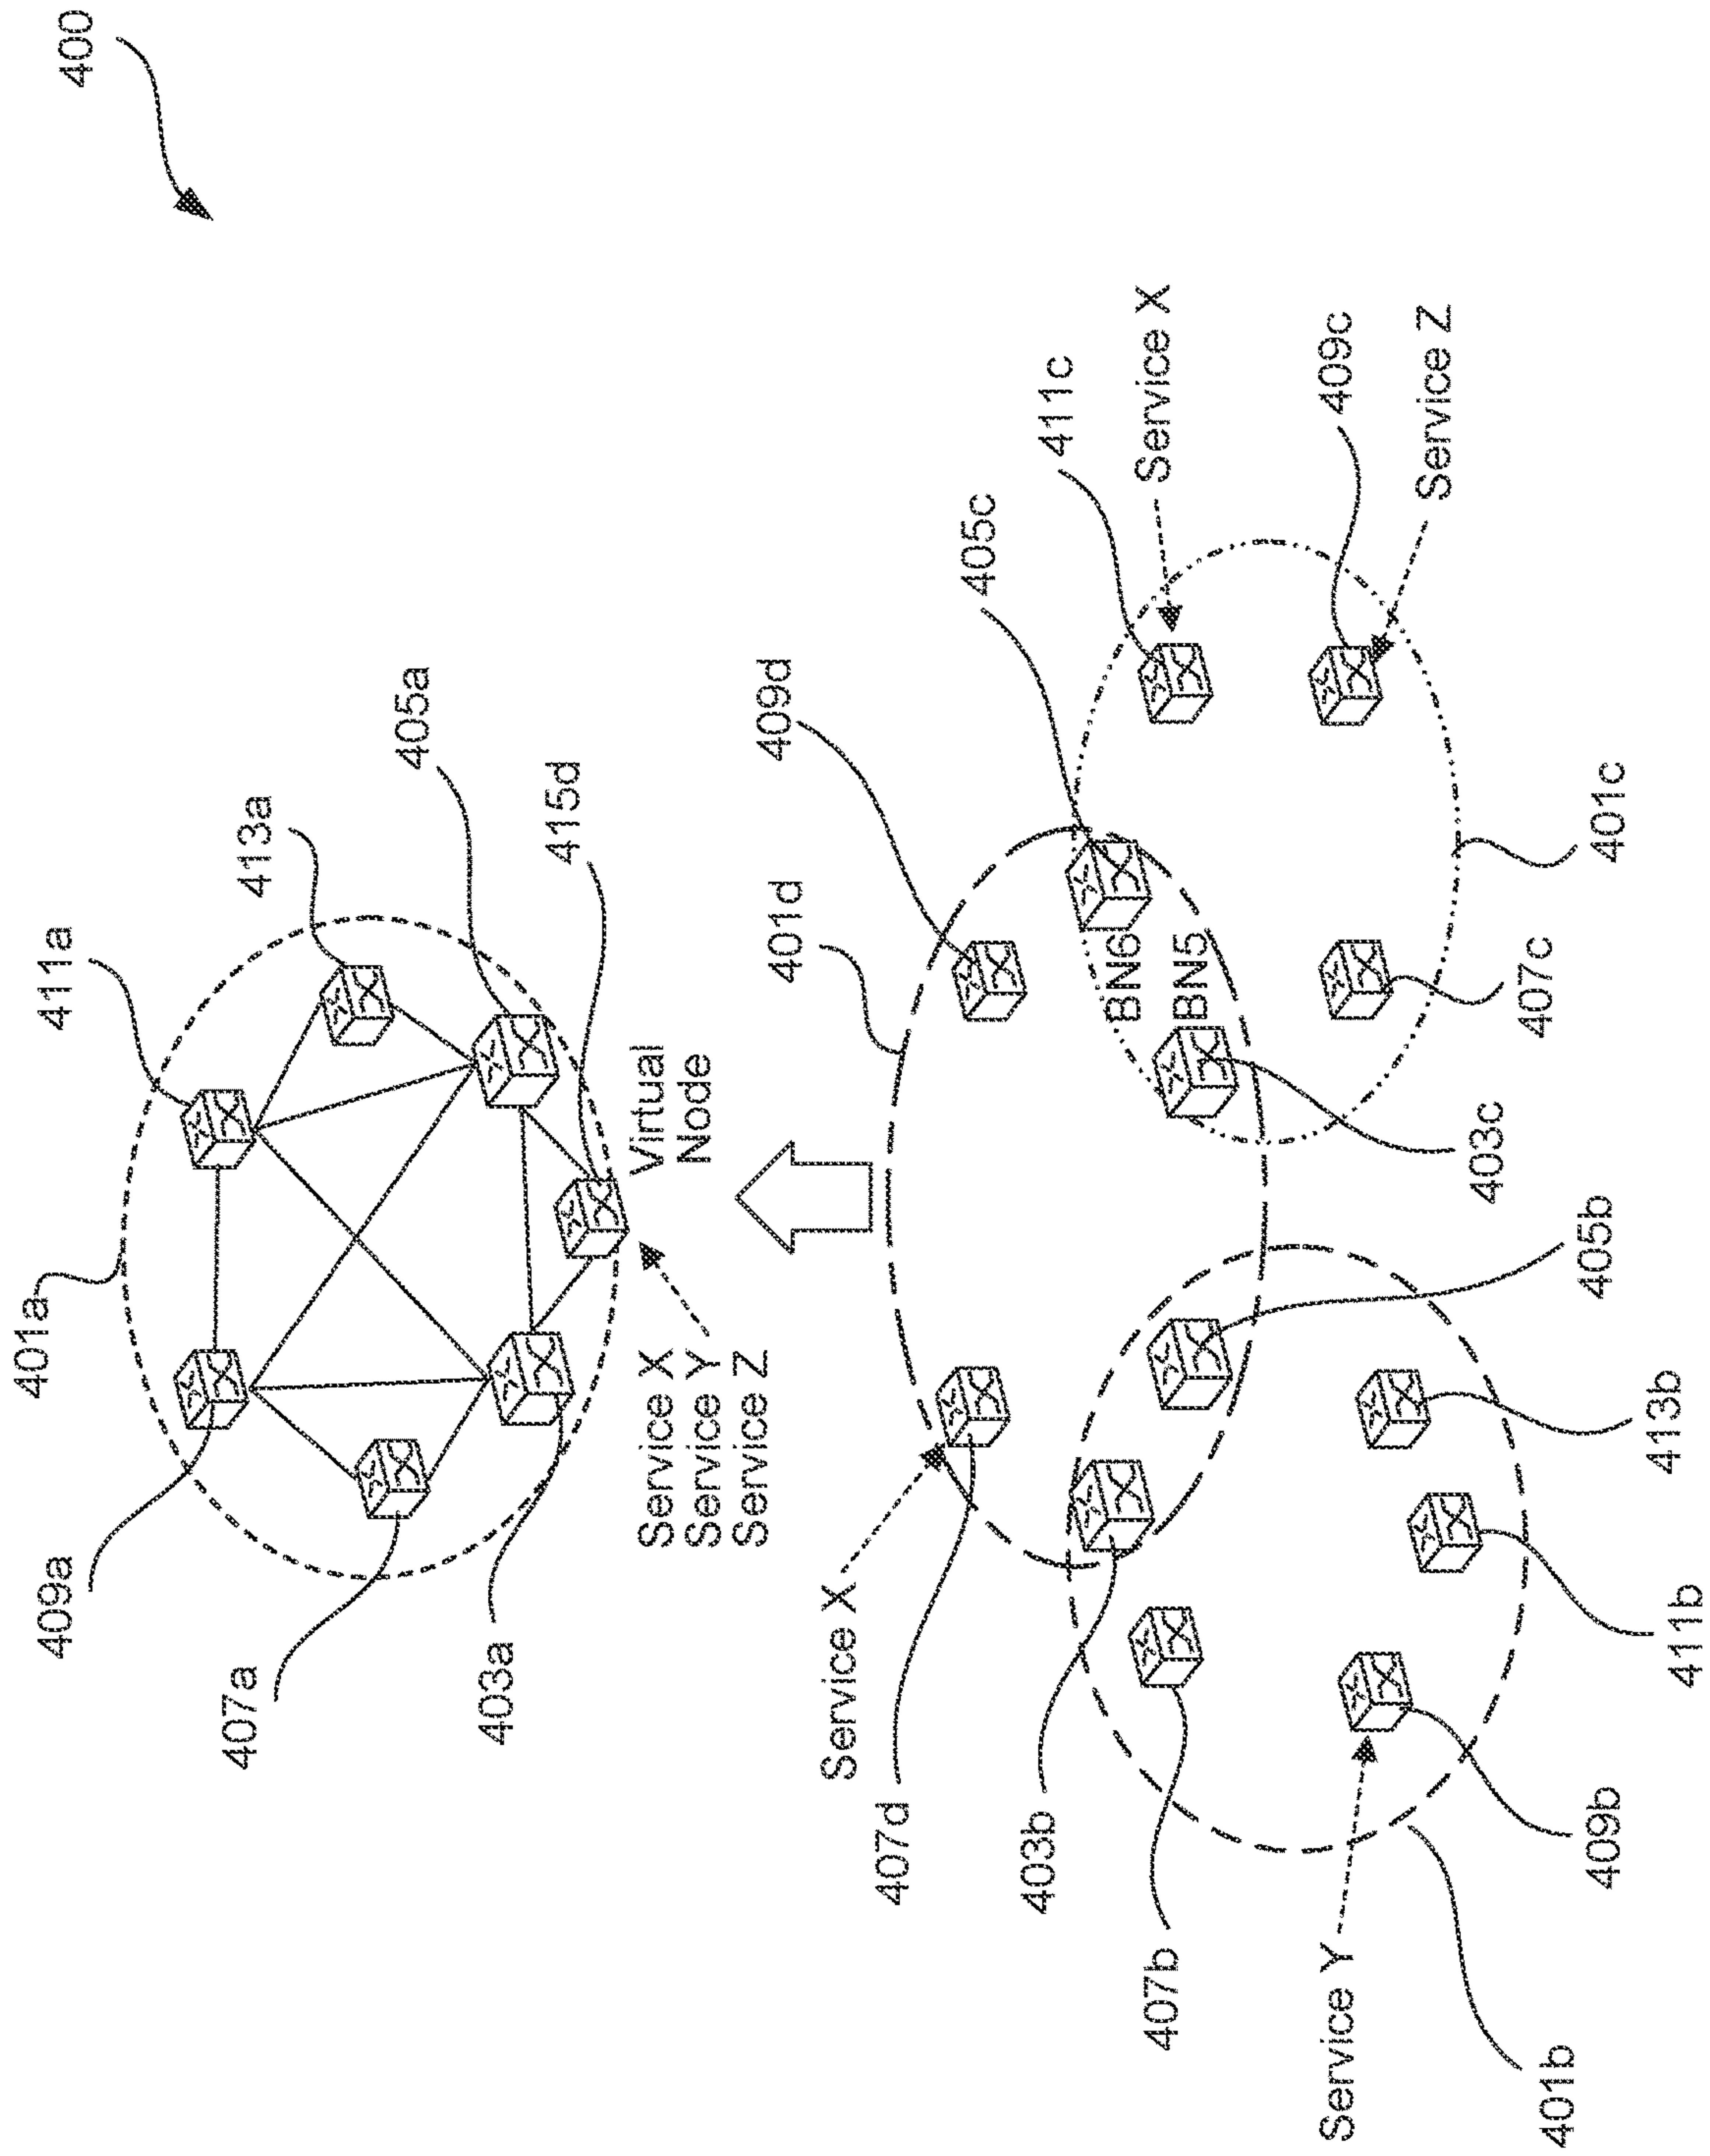 400
401a
411a
413a
405a
415d
409a
407a
403a
Virtual
Node
Service X
Service Y
Service Z
401d
409d
405c
411c
Service X
409c
Service Z
BN6
BN5
401c
407c
403c
405b
Service X
407d
403b
407b
Service Y
401b
409b
411b
413b